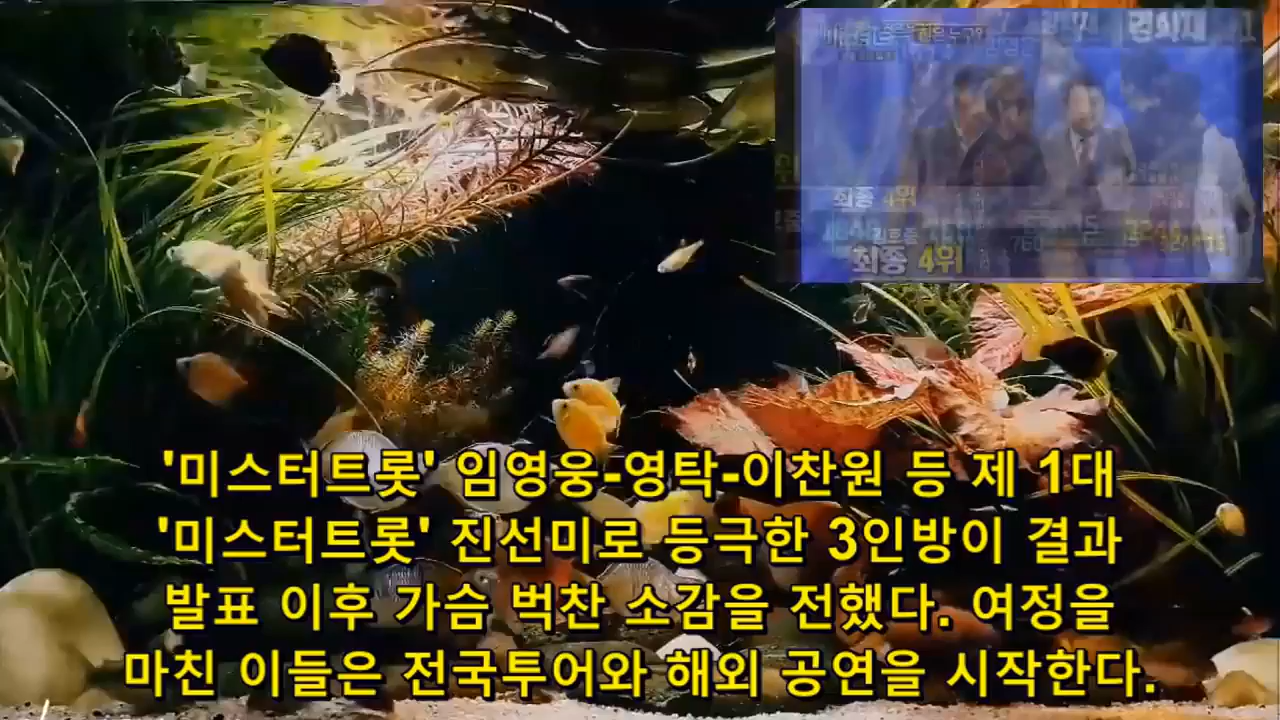 최종 4위
최종 4위
'미스터트롯' 임영웅-영탁-이찬원 등 제 1대
'미스터트롯' 진선미로 등극한 3인방이 결과
발표 이후 가슴 벅찬 소감을 전했다. 여정을
마친 이들은 전국투어와 해외 공연을 시작한다.